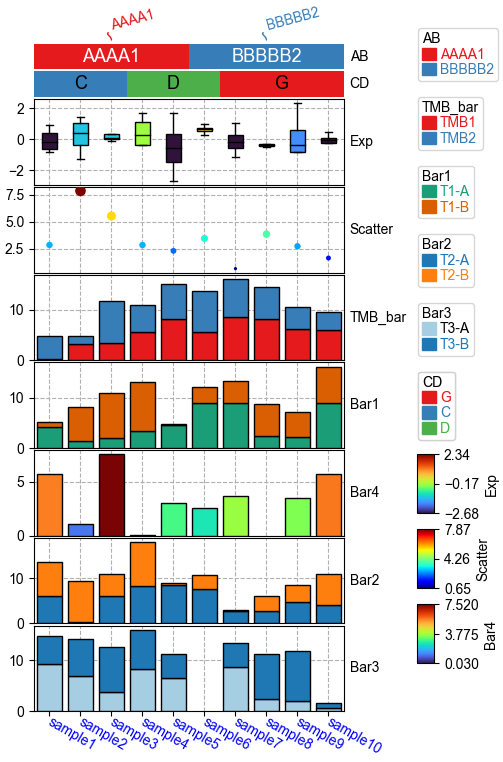 AAAA1
BBBBB2
AAAA1 BBBBB2 AB
C D G CD
2
0
−2
Exp
7.5
5.0
2.5
Scatter
10
0
TMB_bar
10
0
Bar1
5
0
Bar4
10
0
Bar2
10
0
Bar3
sample1 sample2 sample3 sample4 sample5 sample6 sample7 sample8 sample9 sample10
AB
AAAA1
BBBBB2
TMB_bar
TMB1
TMB2
Bar1
T1-A
T1-B
Bar2
T2-A
T2-B
Bar3
T3-A
T3-B
CD
G
C
D
2.34
−0.17
−2.68
Exp
7.87
4.26
0.65
Scatter
7.520
3.775
0.030
Bar4